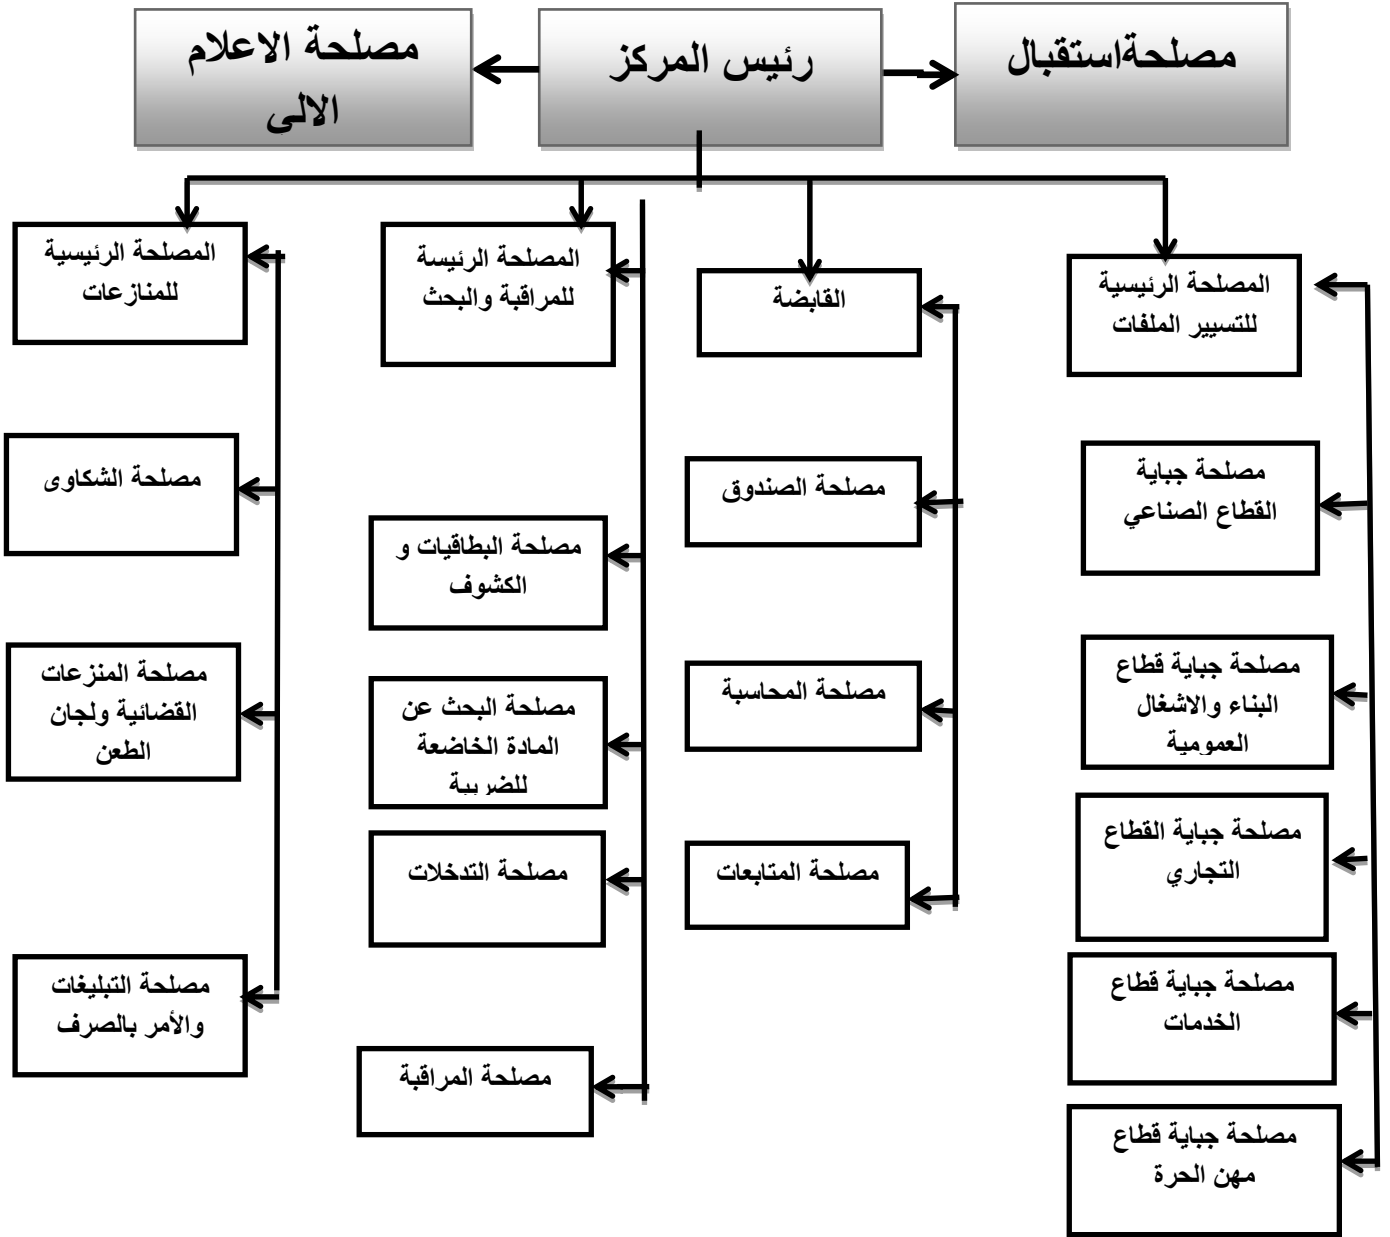 مصلحةاستقبال
رئيس المركز
مصلحة الاعلام
الالى
المصلحة الرئيسية
للتسيير الملفات
مصلحة جباية
القطاع الصناعي
مصلحة جباية قطاع
البناء والاشغال
العمومية
مصلحة جباية القطاع
التجاري
مصلحة جباية قطاع
الخدمات
مصلحة جباية قطاع
مهن الحرة
القابضة
مصلحة الصندوق
مصلحة المحاسبة
مصلحة المتابعات
المصلحة الرئيسة
للمراقبة والبحث
مصلحة البطاقيات و
الكشوف
مصلحة البحث عن
المادة الخاضعة
للضريبة
مصلحة التدخلات
مصلحة المراقبة
المصلحة الرئيسية
للمنازعات
مصلحة الشكاوى
مصلحة المنزعات
القضائية ولجان
الطعن
مصلحة التبليغات
والأمر بالصرف